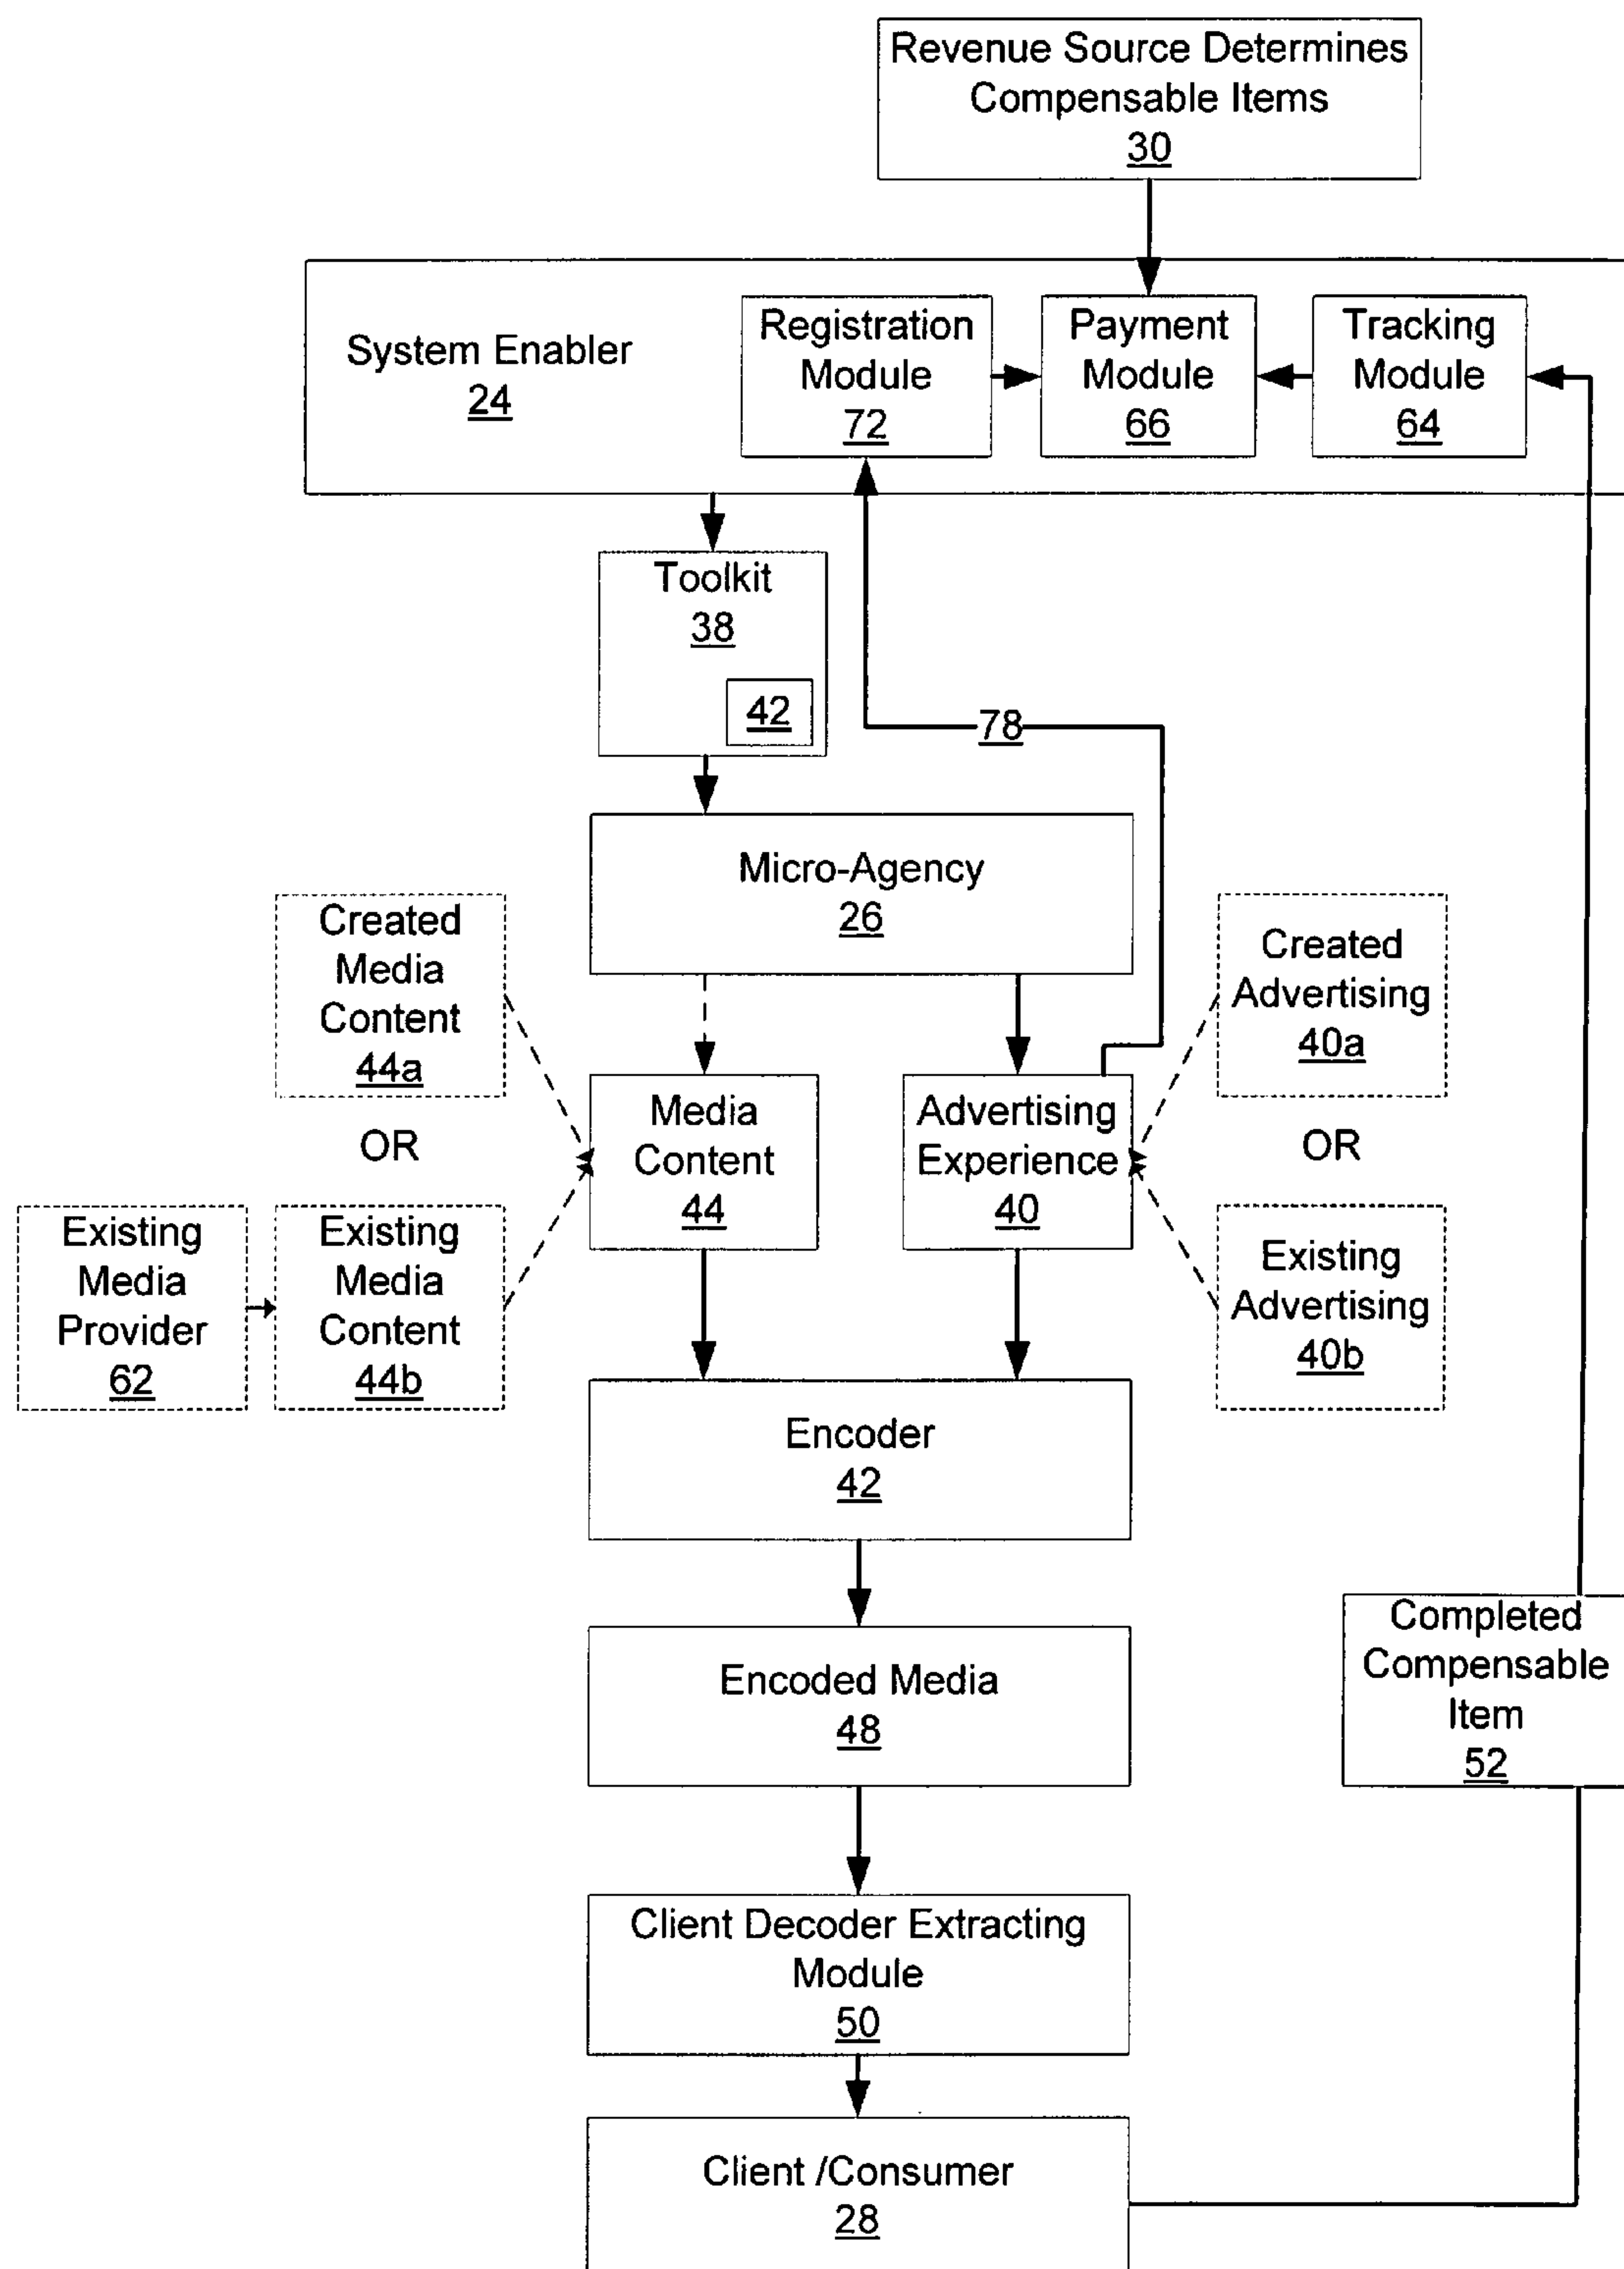 Revenue Source Determines
Compensable Items
30
System Enabler
24
Registration
Module
72
Payment
Module
66
Tracking
Module
64
Toolkit
38
42
78
Micro-Agency
26
Created
Media
Content
44a
OR
Existing
Media
Provider
62
Existing
Media
Content
44b
Media
Content
44
Advertising
Experience
40
Created
Advertising
40a
OR
Existing
Advertising
40b
Encoder
42
Encoded Media
48
Completed
Compensable
Item
52
Client Decoder Extracting
Module
50
Client /Consumer
28